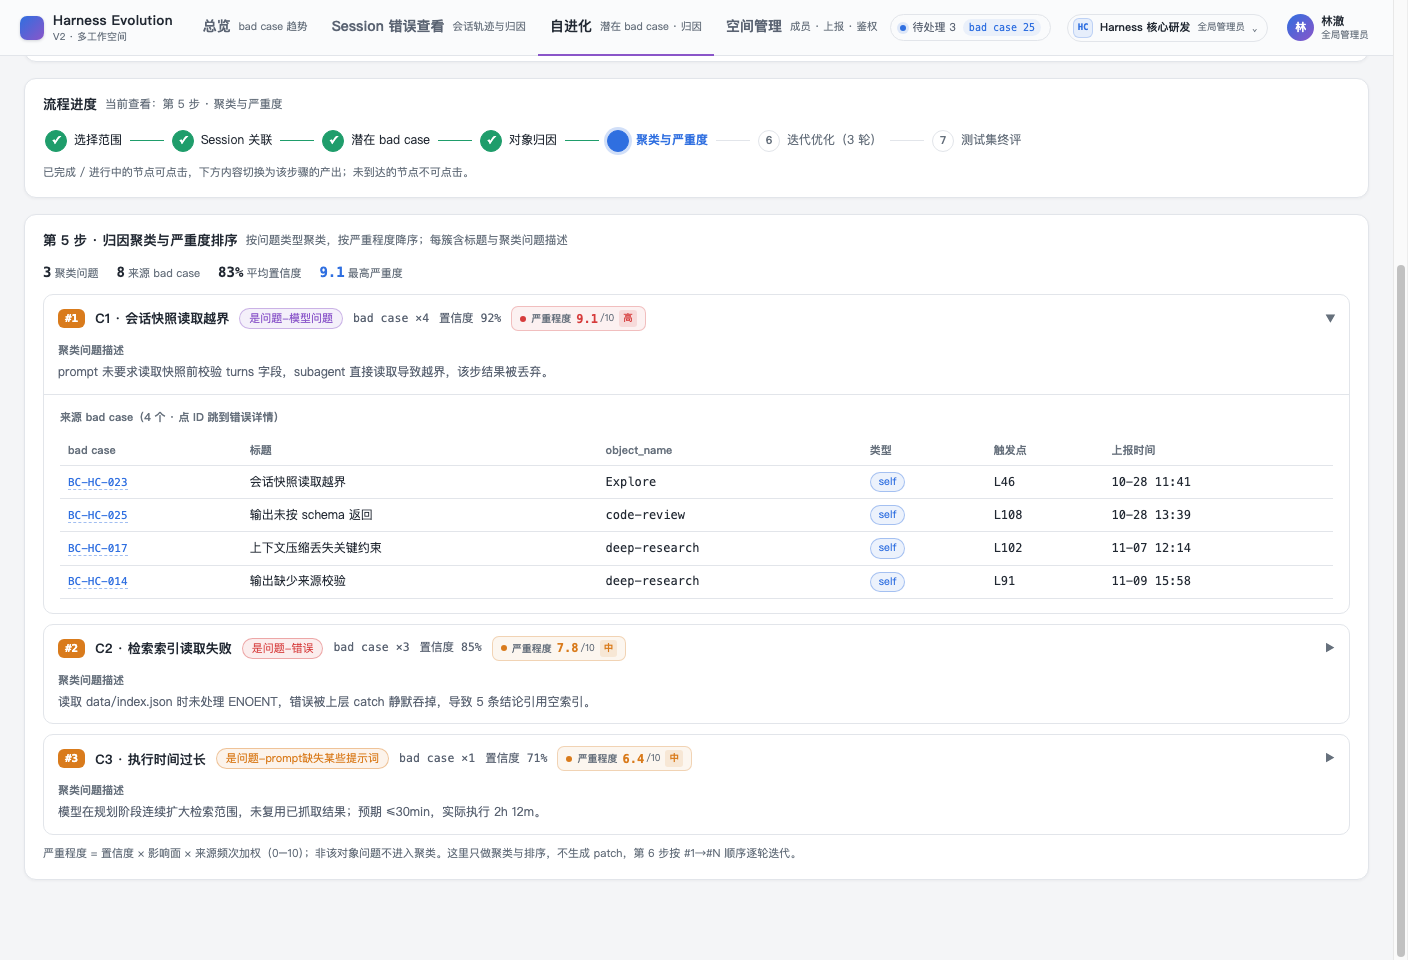 Harness Evolution
V2 · 多工作空间
总览 bad case 趋势
Session 错误查看 会话轨迹与归因
自进化 潜在 bad case · 归因
空间管理 成员 · 上报 · 鉴权
待处理 3 bad case 25
HC Harness 核心研发 全局管理员
林 林澈
全局管理员
流程进度 当前查看：第 5 步 · 聚类与严重度
选择范围 Session 关联 潜在 bad case 对象归因 聚类与严重度 6 迭代优化（3 轮） 7 测试集终评
已完成 / 进行中的节点可点击，下方内容切换为该步骤的产出；未到达的节点不可点击。
第 5 步 · 归因聚类与严重度排序 按问题类型聚类，按严重程度降序；每簇含标题与聚类问题描述
3 聚类问题 8 来源 bad case 83% 平均置信度 9.1 最高严重度
#1 C1 · 会话快照读取越界 是问题-模型问题 bad case ×4 置信度 92% 严重程度 9.1/10 高
聚类问题描述
prompt 未要求读取快照前校验 turns 字段，subagent 直接读取导致越界，该步结果被丢弃。
来源 bad case（4 个 · 点 ID 跳到错误详情）
bad case 标题 object_name 类型 触发点 上报时间
BC-HC-023 会话快照读取越界 Explore self L46 10-28 11:41
BC-HC-025 输出未按 schema 返回 code-review self L108 10-28 13:39
BC-HC-017 上下文压缩丢失关键约束 deep-research self L102 11-07 12:14
BC-HC-014 输出缺少来源校验 deep-research self L91 11-09 15:58
#2 C2 · 检索索引读取失败 是问题-错误 bad case ×3 置信度 85% 严重程度 7.8/10 中
聚类问题描述
读取 data/index.json 时未处理 ENOENT，错误被上层 catch 静默吞掉，导致 5 条结论引用空索引。
#3 C3 · 执行时间过长 是问题-prompt缺失某些提示词 bad case ×1 置信度 71% 严重程度 6.4/10 中
聚类问题描述
模型在规划阶段连续扩大检索范围，未复用已抓取结果；预期 ≤30min，实际执行 2h 12m。
严重程度 = 置信度 × 影响面 × 来源频次加权（0—10）；非该对象问题不进入聚类。这里只做聚类与排序，不生成 patch，第 6 步按 #1→#N 顺序逐轮迭代。